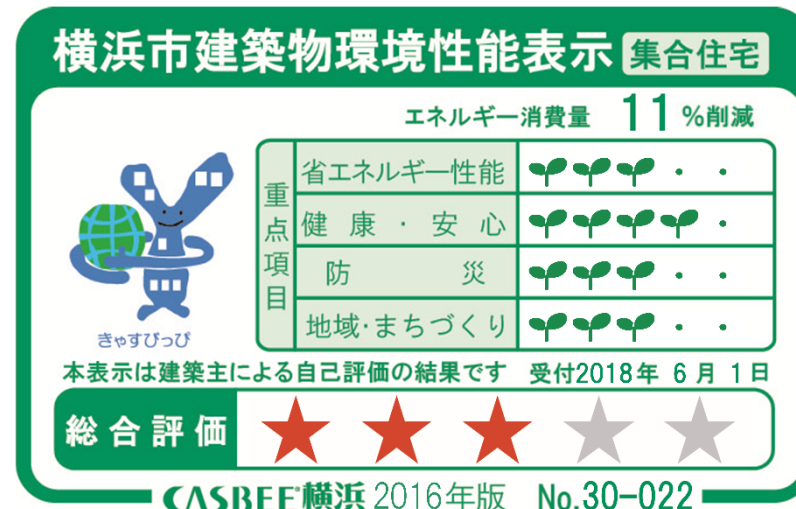 横浜市建築物環境性能表示 集合住宅
エネルギー消費量 11 %削減
重点項目
省エネルギー性能
健康・安心
防災
地域・まちづくり
きゃすびっぴ
本表示は建築主による自己評価の結果です 受付2018年 6月 1日
総合評価
CASBEE横浜 2016年版 No.30-022